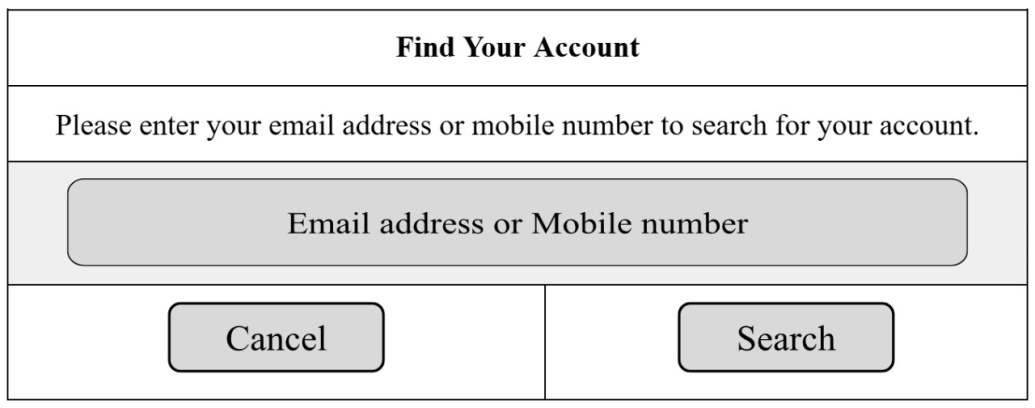 Find Your Account
Please enter your email address or mobile number to search for your account.
Email address or Mobile number
Cancel
Search